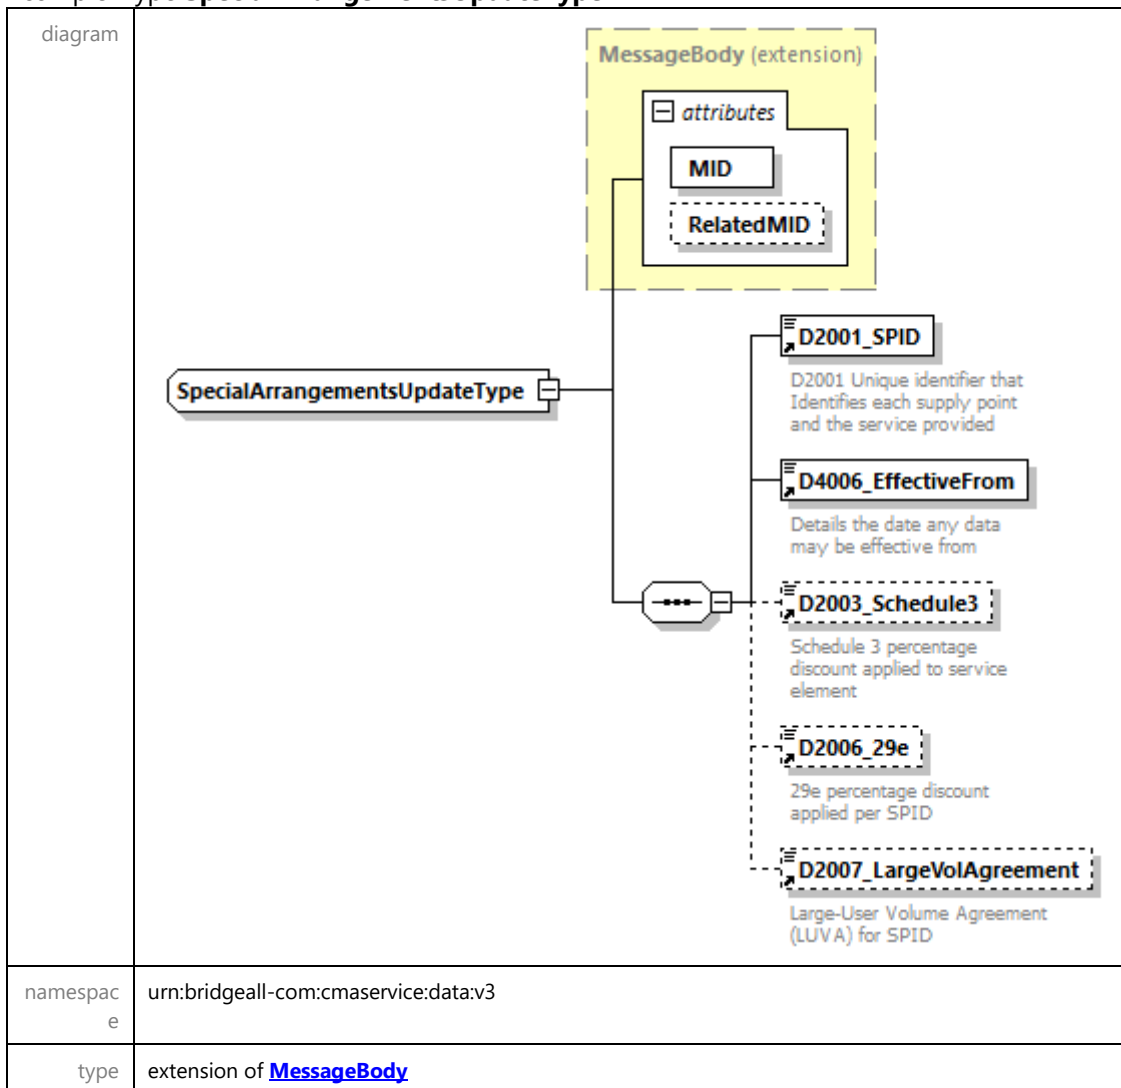 diagram
MessageBody (extension)
attributes
MID
RelatedMID
D2001_SPID
D2001 Unique identifier that
Identifies each supply point
and the service provided
SpecialArrangementsUpdateType
D4006_EffectiveFrom
Details the date any data
may be effective from
D2003_Schedule3
Schedule 3 percentage
discount applied to service
element
D2006_29e
29e percentage discount
applied per SPID
D2007_LargeVolAgreement
Large-User Volume Agreement
(LUVA) for SPID
namespac
e
urn:bridgeall-com:cmaservice:data:v3
type
extension of MessageBody